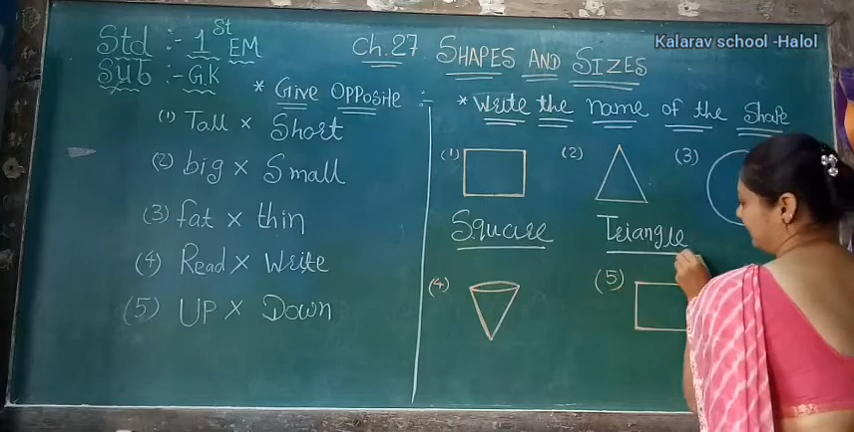 Std :- 1st EM
Sub :- G.K
Ch.27 SHAPES AND SIZES
Kalarav school -Halol
* Give OPPosite :-
(1) Tall × Short
(2) big × Small
(3) fat × thin
(4) Read × Write
(5) UP × Down
* Write the name of the Shape
(1) (2) (3)
Square Triangle
(4) (5)